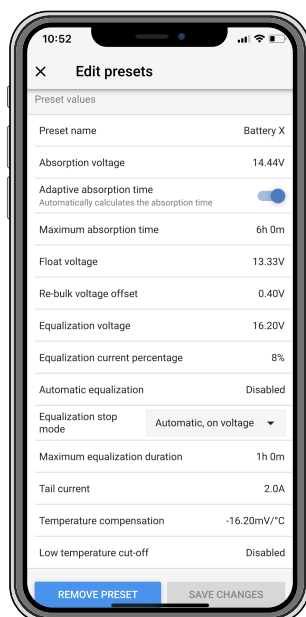 10:52
Edit presets
Preset values
Preset name Battery X
Absorption voltage 14.44V
Adaptive absorption time
Automatically calculates the absorption time
Maximum absorption time 6h 0m
Float voltage 13.33V
Re-bulk voltage offset 0.40V
Equalization voltage 16.20V
Equalization current percentage 8%
Automatic equalization Disabled
Equalization stop
mode Automatic, on voltage
Maximum equalization duration 1h 0m
Tail current 2.0A
Temperature compensation -16.20mV/°C
Low temperature cut-off Disabled
REMOVE PRESET SAVE CHANGES